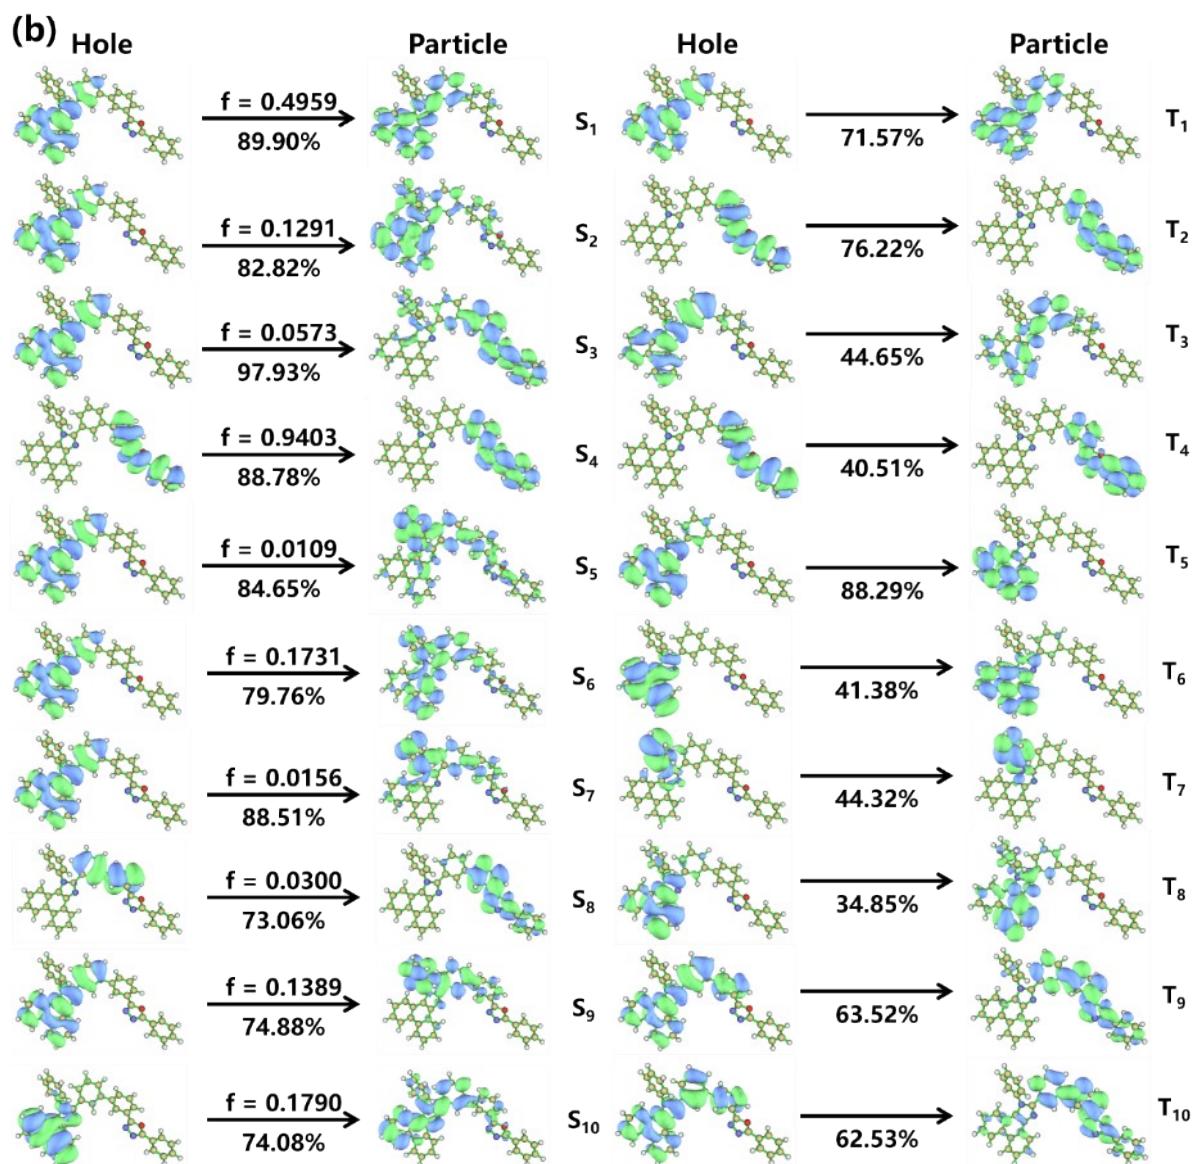 (b)
Hole Particle Hole Particle
f = 0.4959
89.90%
S1
71.57%
T1
f = 0.1291
82.82%
S2
76.22%
T2
f = 0.0573
97.93%
S3
44.65%
T3
f = 0.9403
88.78%
S4
40.51%
T4
f = 0.0109
84.65%
S5
88.29%
T5
f = 0.1731
79.76%
S6
41.38%
T6
f = 0.0156
88.51%
S7
44.32%
T7
f = 0.0300
73.06%
S8
34.85%
T8
f = 0.1389
74.88%
S9
63.52%
T9
f = 0.1790
74.08%
S10
62.53%
T10